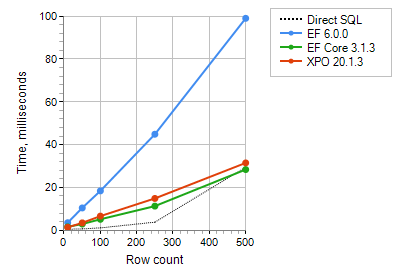 100
80
60
40
20
0
Time, milliseconds
0
100
200
300
400
500
Row count
Direct SQL
EF 6.0.0
EF Core 3.1.3
XPO 20.1.3